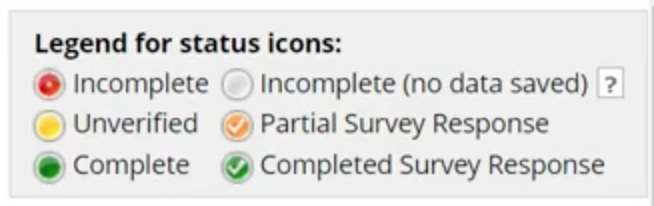 Legend for status icons:
Incomplete Incomplete (no data saved) ?
Unverified Partial Survey Response
Complete Completed Survey Response